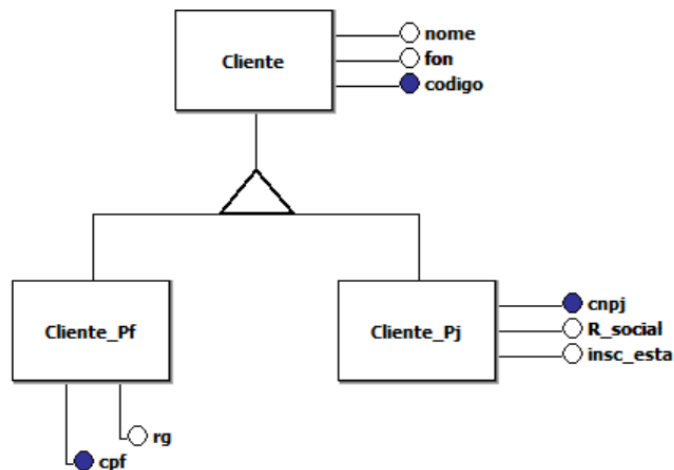 Cliente
nome
fon
codigo
Cliente_Pf
Cliente_Pj
cnpj
R_social
insc_esta
rg
cpf